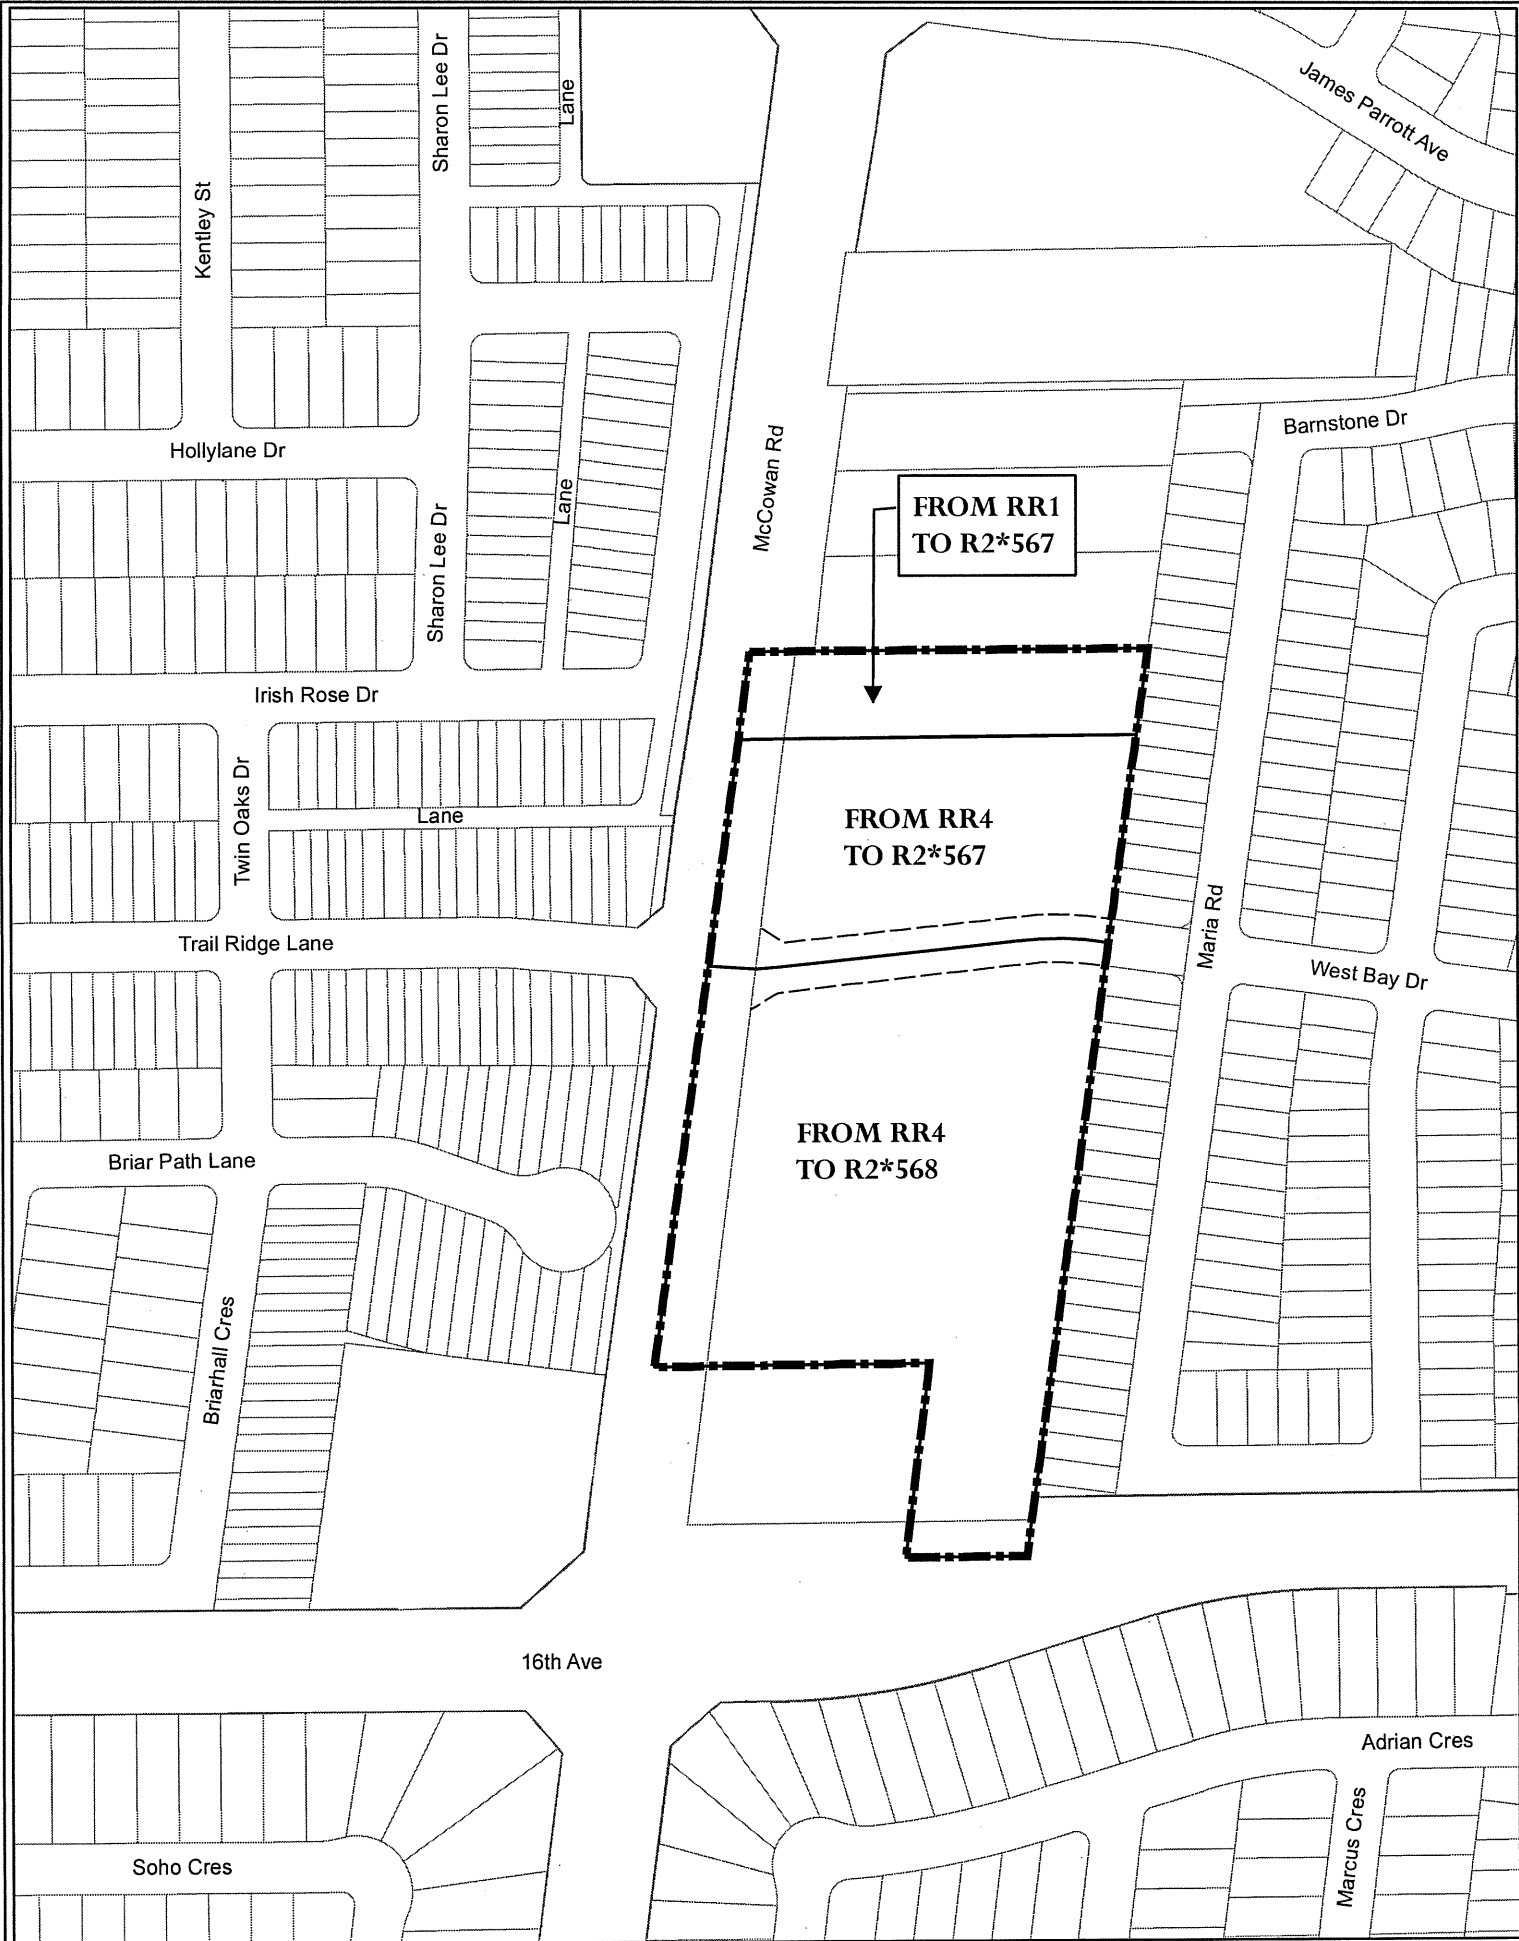 James Parrott Ave
Sharon Lee Dr
Lane
Kentley St
Barnstone Dr
Hollylane Dr
McCowan Rd
Lane
FROM RR1
TO R2*567
Sharon Lee Dr
Irish Rose Dr
Twin Oaks Dr
Lane
FROM RR4
TO R2*567
Maria Rd
Trail Ridge Lane
West Bay Dr
FROM RR4
TO R2*568
Briar Path Lane
Briarhall Cres
16th Ave
Adrian Cres
Marcus Cres
Soho Cres